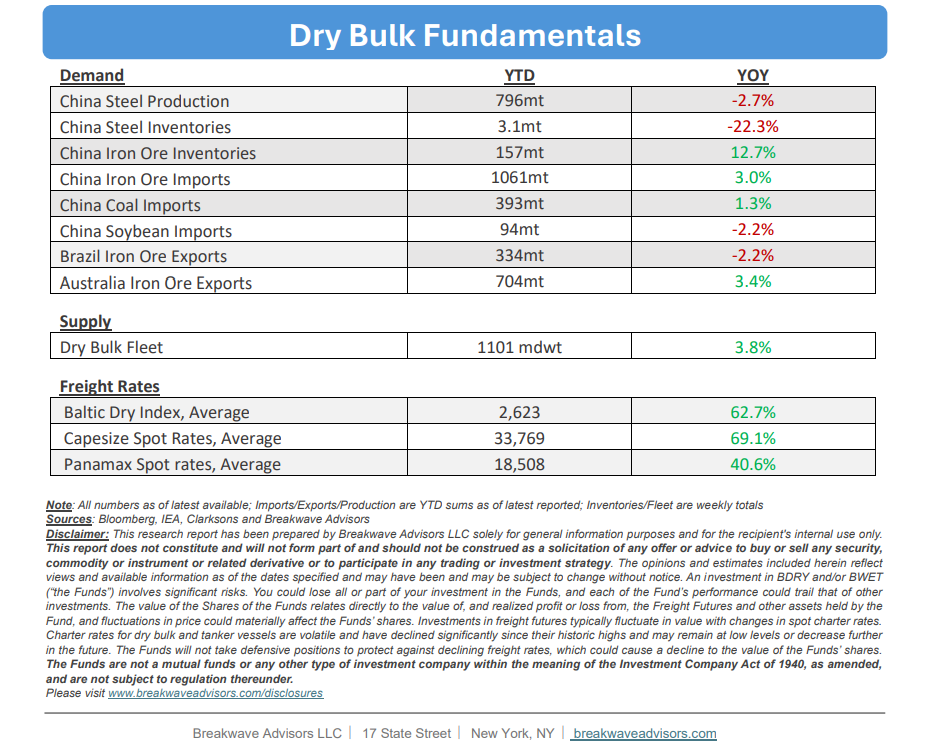 Dry Bulk Fundamentals
Demand YTD YOY
China Steel Production 796mt -2.7%
China Steel Inventories 3.1mt -22.3%
China Iron Ore Inventories 157mt 12.7%
China Iron Ore Imports 1061mt 3.0%
China Coal Imports 393mt 1.3%
China Soybean Imports 94mt -2.2%
Brazil Iron Ore Exports 334mt -2.2%
Australia Iron Ore Exports 704mt 3.4%
Supply
Dry Bulk Fleet 1101 mdwt 3.8%
Freight Rates
Baltic Dry Index, Average 2,623 62.7%
Capesize Spot Rates, Average 33,769 69.1%
Panamax Spot rates, Average 18,508 40.6%
Note: All numbers as of latest available; Imports/Exports/Production are YTD sums as of latest reported; Inventories/Fleet are weekly totals
Sources: Bloomberg, IEA, Clarksons and Breakwave Advisors
Disclaimer: This research report has been prepared by Breakwave Advisors LLC solely for general information purposes and for the recipient's internal use only.
This report does not constitute and will not form part of and should not be construed as a solicitation of any offer or advice to buy or sell any security,
commodity or instrument or related derivative or to participate in any trading or investment strategy. The opinions and estimates included herein reflect
views and available information as of the dates specified and may have been and may be subject to change without notice. An investment in BDRY and/or BWET
("the Funds") involves significant risks. You could lose all or part of your investment in the Funds, and each of the Fund's performance could trail that of other
investments. The value of the Shares of the Funds relates directly to the value of, and realized profit or loss from, the Freight Futures and other assets held by the
Fund, and fluctuations in price could materially affect the Funds' shares. Investments in freight futures typically fluctuate in value with changes in spot charter rates.
Charter rates for dry bulk and tanker vessels are volatile and have declined significantly since their historic highs and may remain at low levels or decrease further
in the future. The Funds will not take defensive positions to protect against declining freight rates, which could cause a decline to the value of the Funds' shares.
The Funds are not a mutual funds or any other type of investment company within the meaning of the Investment Company Act of 1940, as amended,
and are not subject to regulation thereunder.
Please visit www.breakwaveadvisors.com/disclosures
Breakwave Advisors LLC | 17 State Street | New York, NY | breakwaveadvisors.com